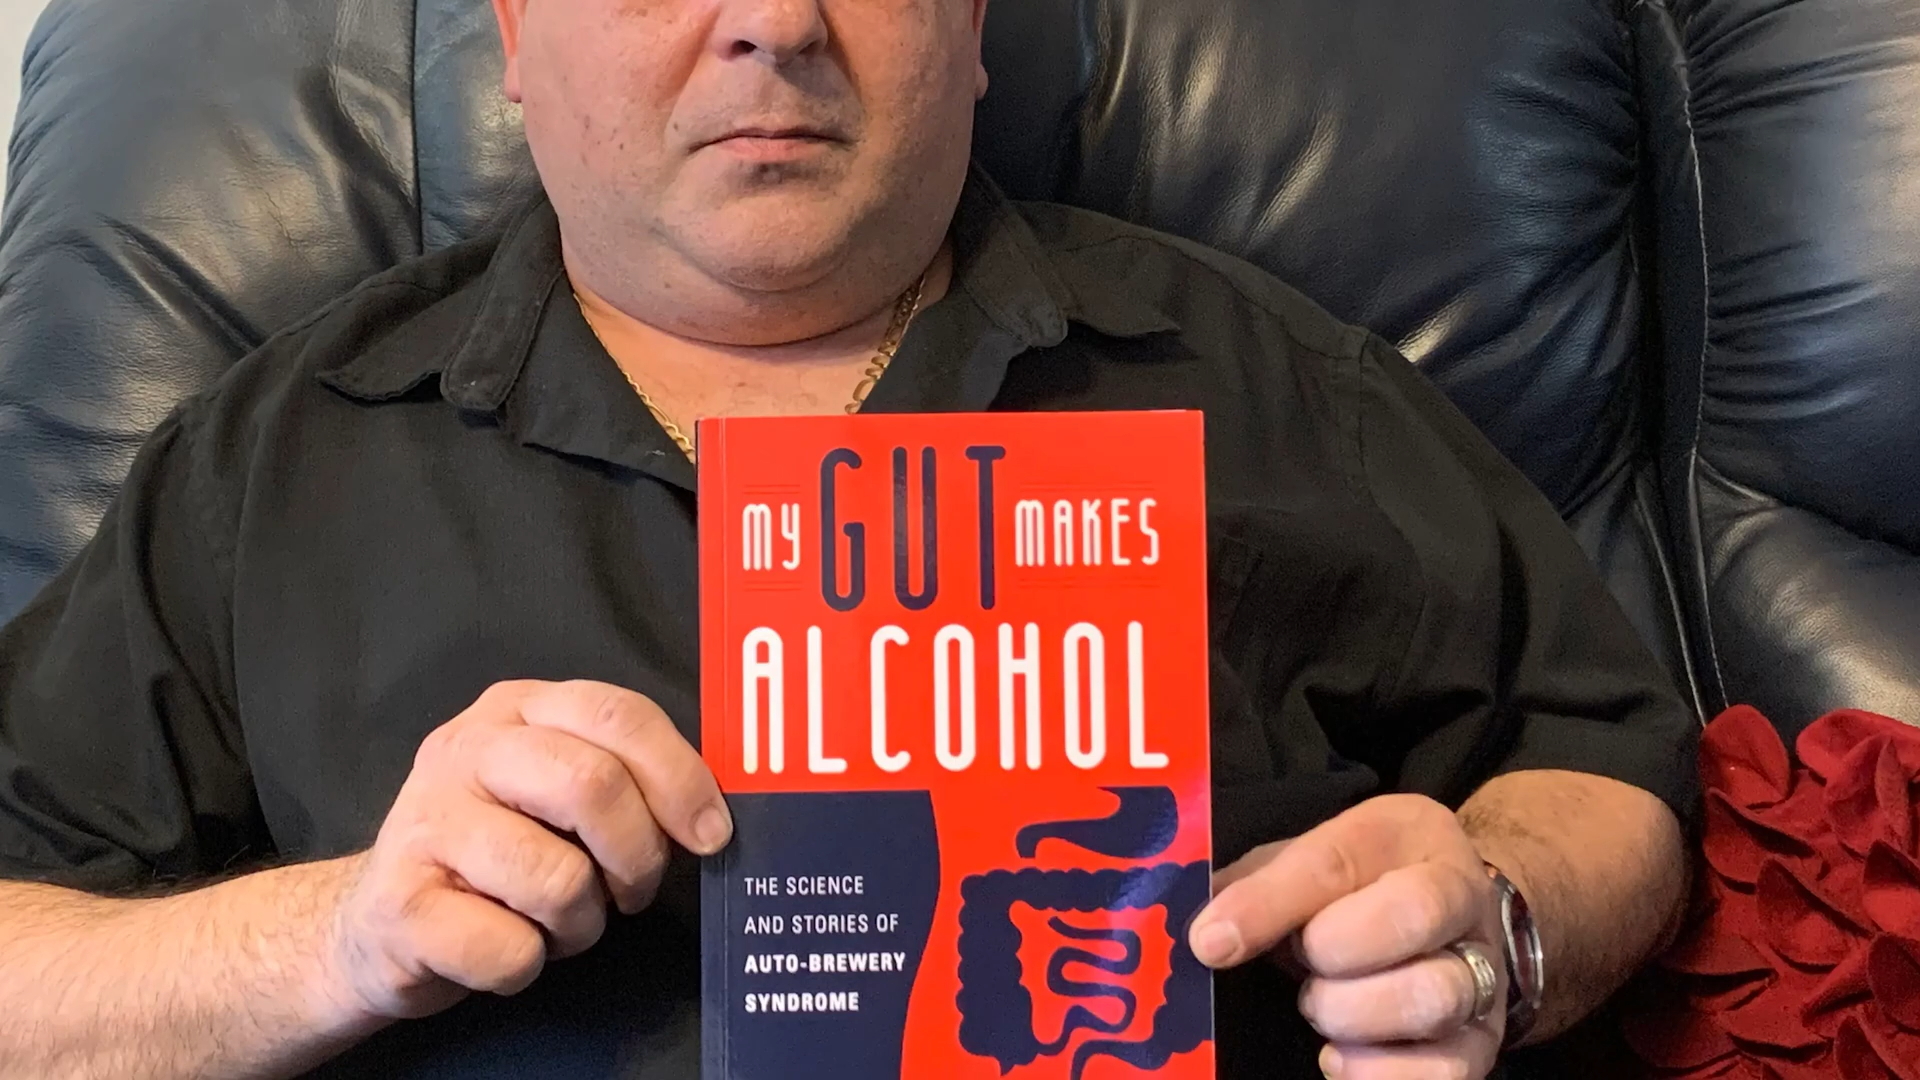 MY GUT MAKES
ALCOHOL
THE SCIENCE
AND STORIES OF
AUTO-BREWERY
SYNDROME